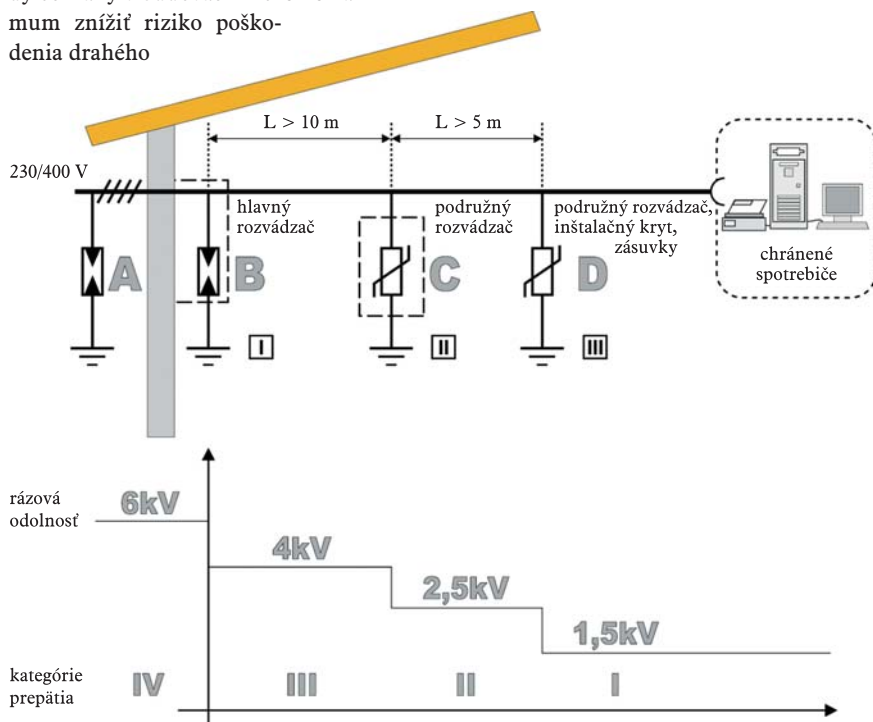 mum znížiť riziko poško-
denia drahého
L > 10 m
L > 5 m
230/400 V
hlavný
rozvádzač
podružný
rozvádzač
podružný rozvádzač,
inštalačný kryt,
zásuvky
chránené
spotrebiče
A
B
C
D
I
II
III
rázová
odolnosť
6kV
4kV
2,5kV
1,5kV
kategórie
prepätia
IV
III
II
I